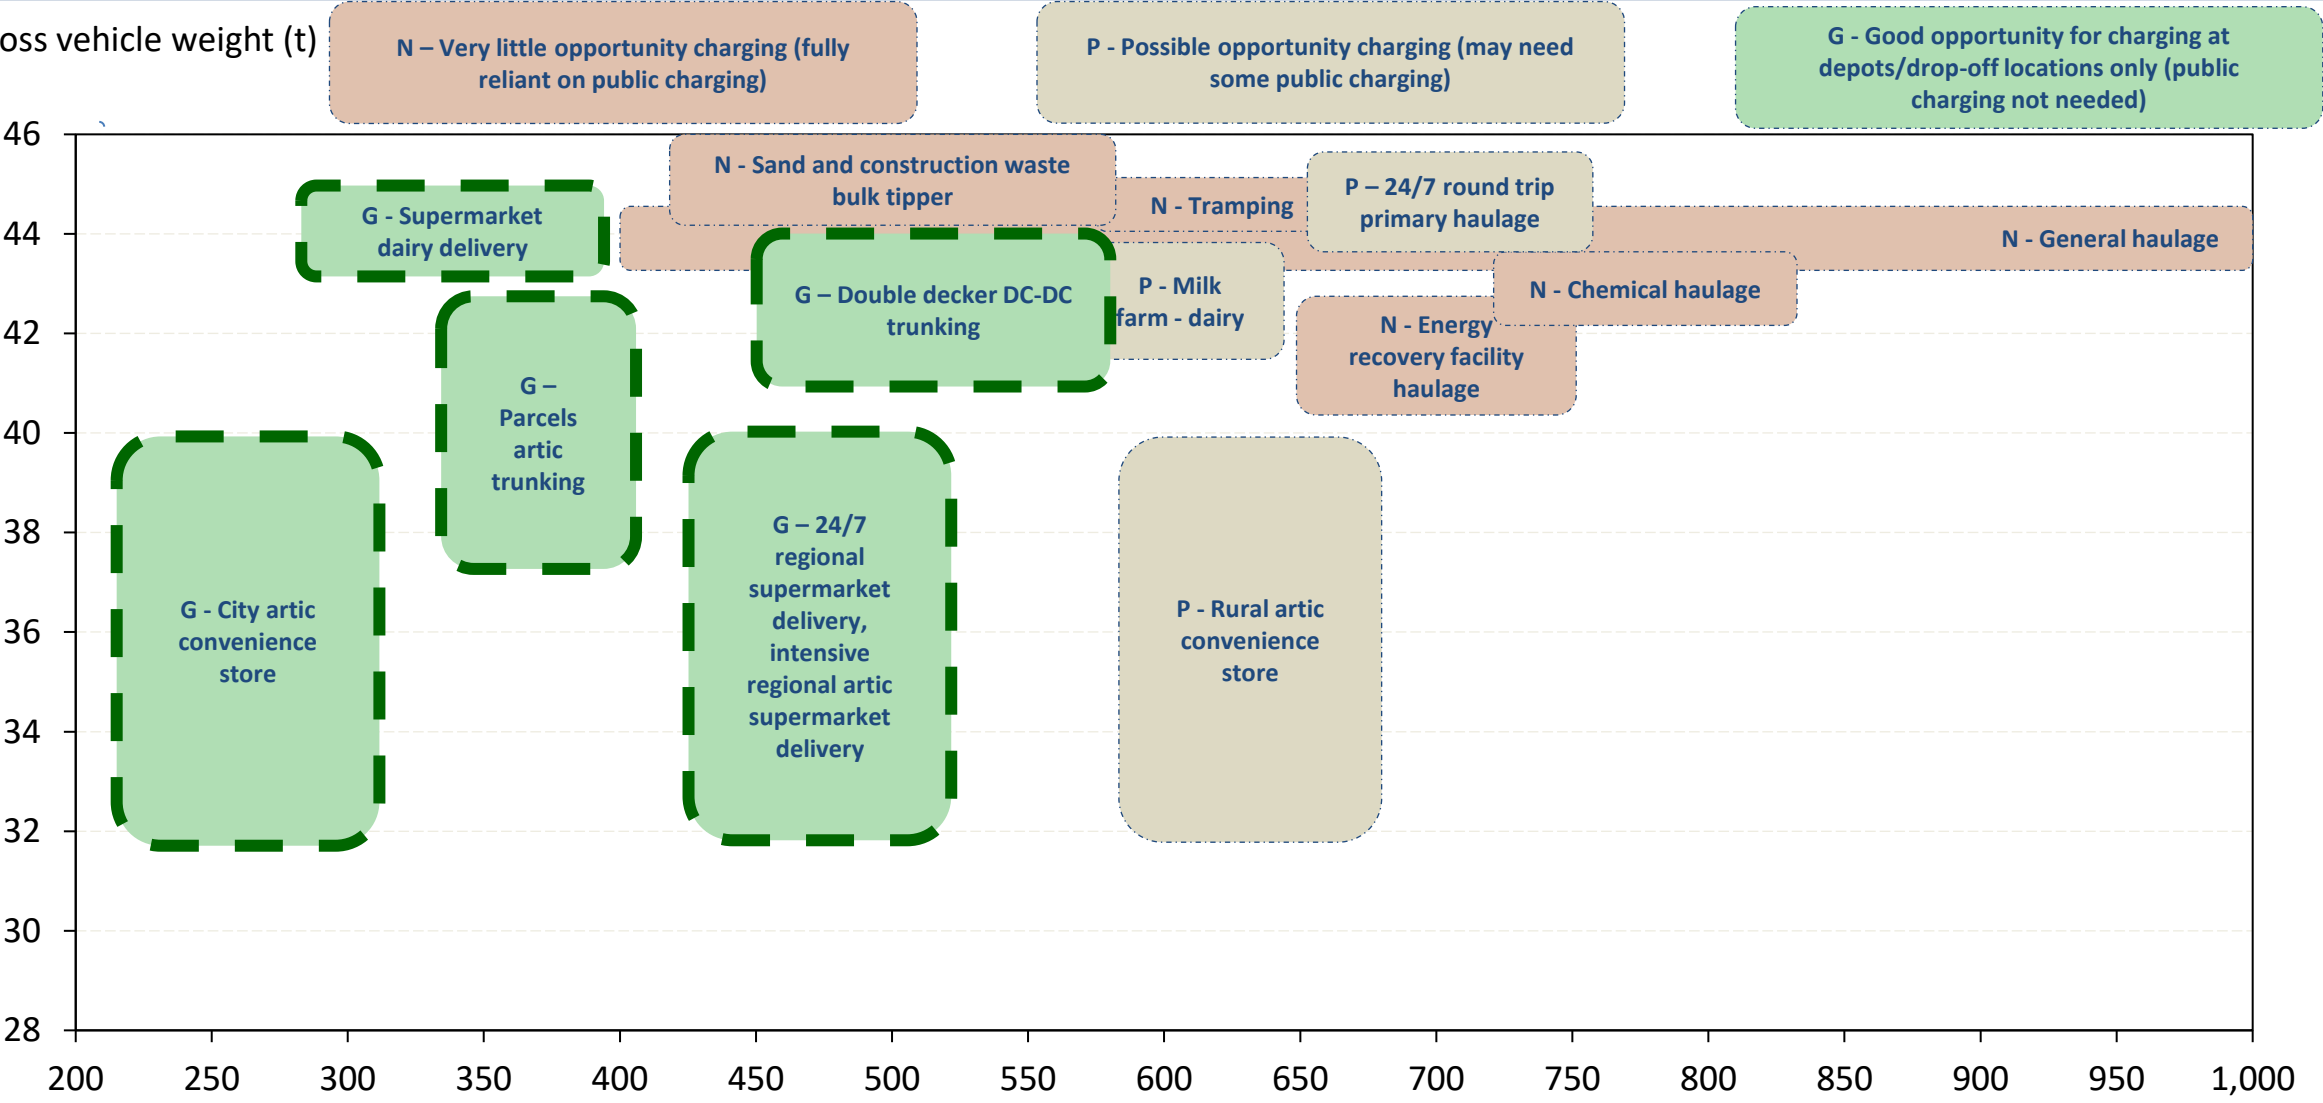 oss vehicle weight (t)
N – Very little opportunity charging (fully
reliant on public charging)
P - Possible opportunity charging (may need
some public charging)
G - Good opportunity for charging at
depots/drop-off locations only (public
charging not needed)
46
44
42
40
38
36
34
32
30
28
N - Sand and construction waste
bulk tipper
N - Tramping
P – 24/7 round trip
primary haulage
N - General haulage
G - Supermarket
dairy delivery
G – Double decker DC-DC
trunking
P - Milk
farm - dairy
N - Chemical haulage
N - Energy
recovery facility
haulage
G –
Parcels
artic
trunking
G - City artic
convenience
store
G – 24/7
regional
supermarket
delivery,
intensive
regional artic
supermarket
delivery
P - Rural artic
convenience
store
200
250
300
350
400
450
500
550
600
650
700
750
800
850
900
950
1,000